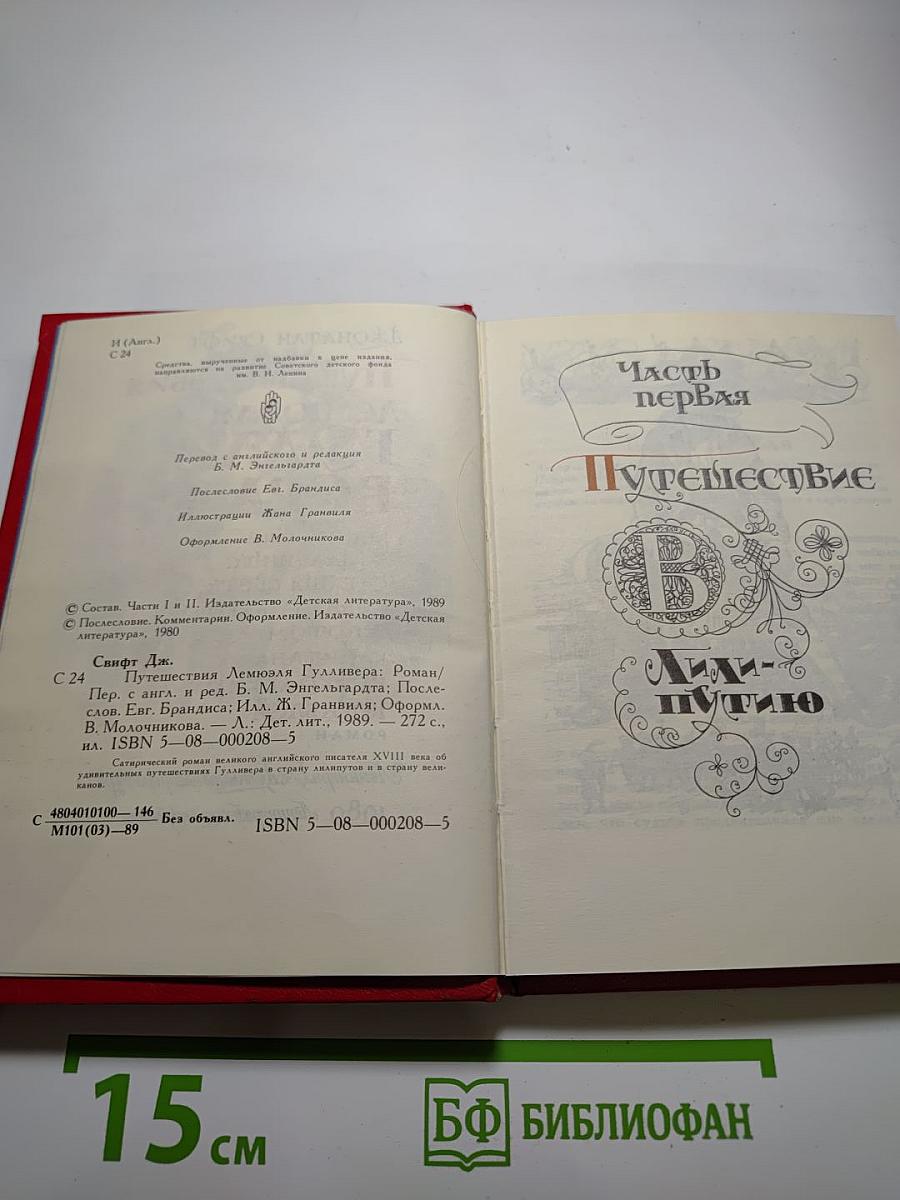 И (Англ.)
С 24
Средства, вырученные от надбавки к цене издания,
направляются на развитие Советского детского фонда
им. В. И. Ленина
Перевод с английского и редакция
Б. М. Энгельгардта
Послесловие Евг. Брандиса
Иллюстрации Жана Гранвиля
Оформление В. Молочникова
© Состав. Части I и II. Издательство «Детская литература», 1989
© Послесловие. Комментарии. Оформление. Издательство «Детская
литература», 1980
Свифт Дж.
С 24 Путешествия Лемюэля Гулливера: Роман/
Пер. с англ. и ред. Б. М. Энгельгардта; После-
слов. Евг. Брандиса; Илл. Ж. Гранвиля; Оформл.
В. Молочникова. — Л.: Дет. лит., 1989. — 272 с.,
ил. ISBN 5—08—000208—5
Сатирический роман великого английского писателя XVIII века об
удивительных путешествиях Гулливера в страну лилипутов и в страну вели-
канов.
С 4804010100—146 Без объявл. ISBN 5—08—000208—5
М101(03)—89
Часть
первая
Путешествие
В
Лили-
путию
15 см
БФ БИБЛИОФАН